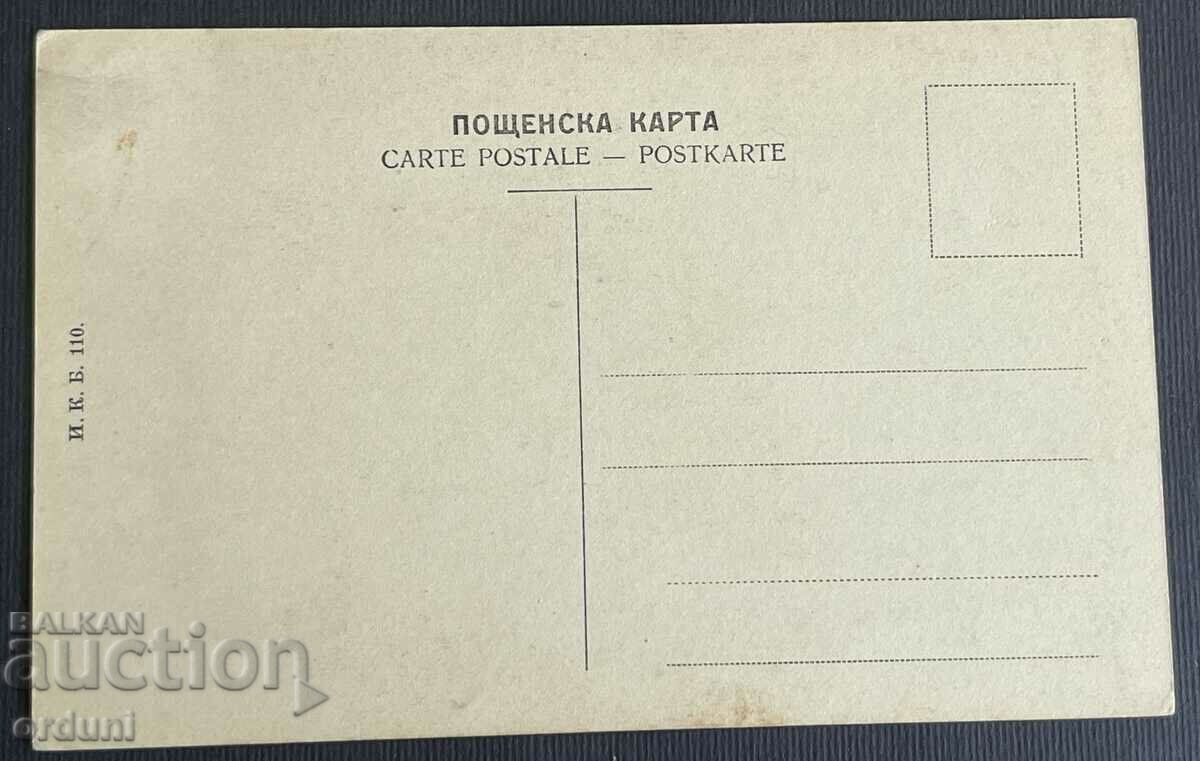 ПОЩЕНСКА КАРТА
CARTE POSTALE — POSTKARTE
И. К. Б. 110.
BALKAN
auction
orduni